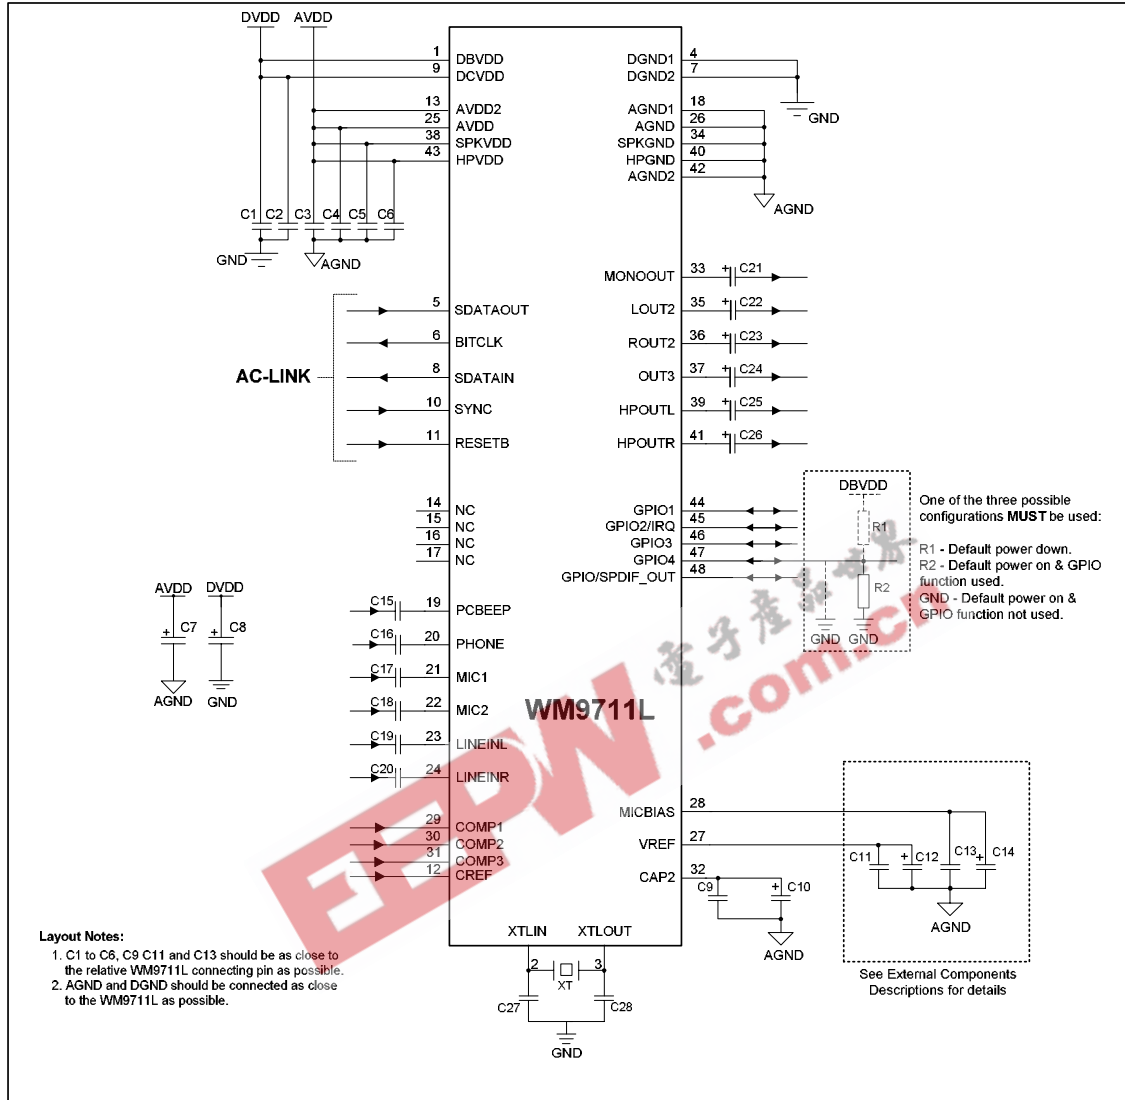 DVDD AVDD
1 DBVDD
9 DCVDD
13 AVDD2
25 AVDD
38 SPKVDD
43 HPVDD
C1 C2 C3 C4 C5 C6
GND AGND
DGND1 4
DGND2 7
GND
AGND1 18
AGND 26
SPKGND 34
HPGND 40
AGND2 42
AGND
AC-LINK
5 SDATAOUT
6 BITCLK
8 SDATAIN
10 SYNC
11 RESETB
MONOOUT 33 + C21
LOUT2 35 + C22
ROUT2 36 + C23
OUT3 37 + C24
HPOUTL 39 + C25
HPOUTR 41 + C26
14 NC
15 NC
16 NC
17 NC
GPIO1 44
GPIO2/IRQ 45
GPIO3 46
GPIO4 47
GPIO/SPDIF_OUT 48
DBVDD
R1
R2
GND GND
One of the three possible
configurations MUST be used:
R1 - Default power down.
R2 - Default power on & GPIO
function used.
GND - Default power on &
GPIO function not used.
AVDD DVDD
+ C7 + C8
AGND GND
C15 19 PCBEEP
C16 20 PHONE
C17 21 MIC1
C18 22 MIC2
C19 23 LINEINL
C20 24 LINEINR
29 COMP1
30 COMP2
31 COMP3
12 CREF
WM9711L
EEPW
.com.cn
電子産品世界
MICBIAS 28
VREF 27
CAP2 32
C9 + C10
AGND
C11 + C12 C13 + C14
AGND
See External Components
Descriptions for details
XTLIN XTLOUT
2 3
XT
C27 C28
GND
Layout Notes:
1. C1 to C6, C9 C11 and C13 should be as close to
the relative WM9711L connecting pin as possible.
2. AGND and DGND should be connected as close
to the WM9711L as possible.